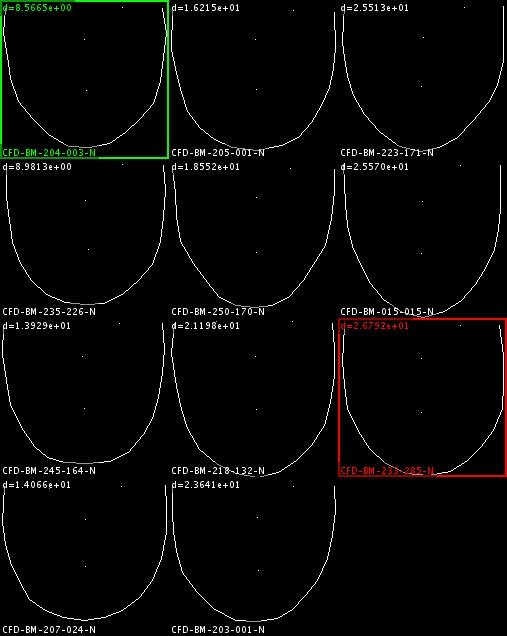 d=8.5665e+00
CFD-BM-204-003-N
d=1.6215e+01
CFD-BM-205-001-N
d=2.5513e+01
CFD-BM-223-171-N
d=8.9813e+00
CFD-BM-235-226-N
d=1.8552e+01
CFD-BM-250-170-N
d=2.5570e+01
CFD-BM-015-015-N
d=1.3929e+01
CFD-BM-245-164-N
d=2.1198e+01
CFD-BM-218-132-N
d=2.6792e+01
CFD-BM-233-285-N
d=1.4066e+01
CFD-BM-207-024-N
d=2.3641e+01
CFD-BM-203-001-N